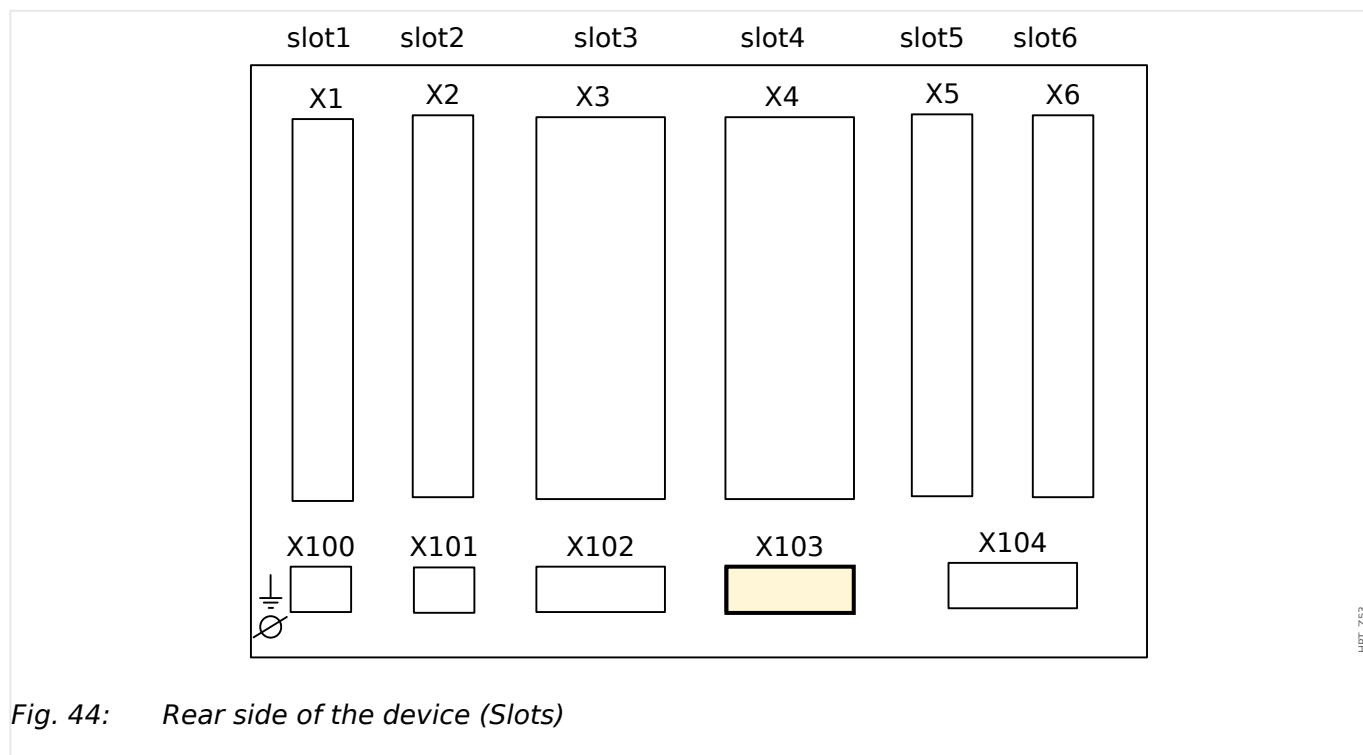 slot1 slot2 slot3 slot4 slot5 slot6
X1 X2 X3 X4 X5 X6
X100 X101 X102 X103 X104
HPT_Z53
Fig. 44: Rear side of the device (Slots)